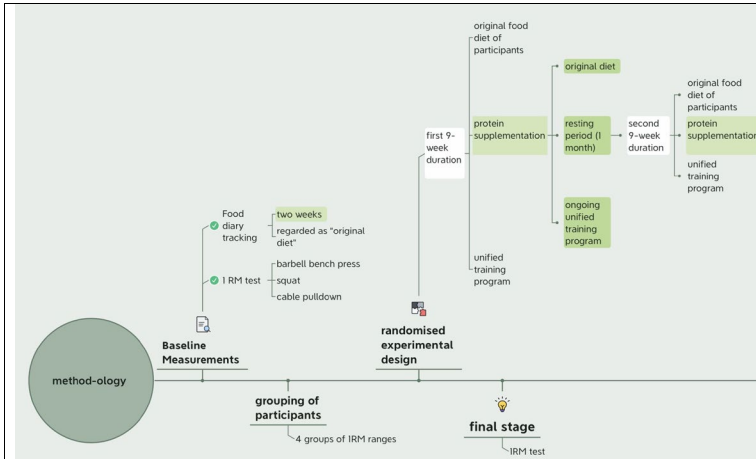 method-ology
Baseline
Measurements
Food
diary
tracking
two weeks
regarded as "original
diet"
1 RM test
barbell bench press
squat
cable pulldown
grouping of
participants
4 groups of 1RM ranges
randomised
experimental
design
first 9-
week
duration
original food
diet of
participants
protein
supplementation
original diet
resting
period (1
month)
second
9-week
duration
original food
diet of
participants
protein
supplementation
unified
training
program
ongoing
unified
training
program
unified
training
program
final stage
1RM test